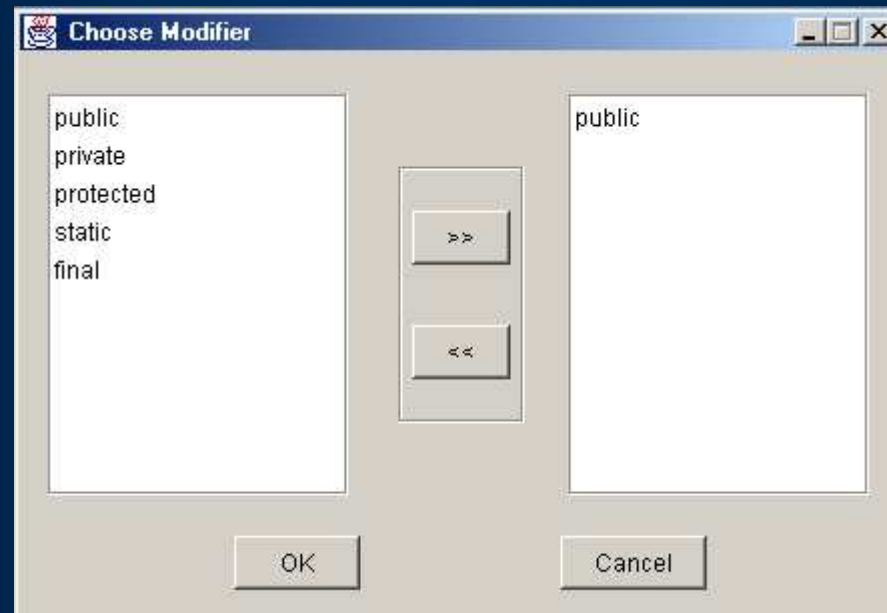 Choose Modifier
public
private
protected
static
final
>>
<<
public
OK
Cancel